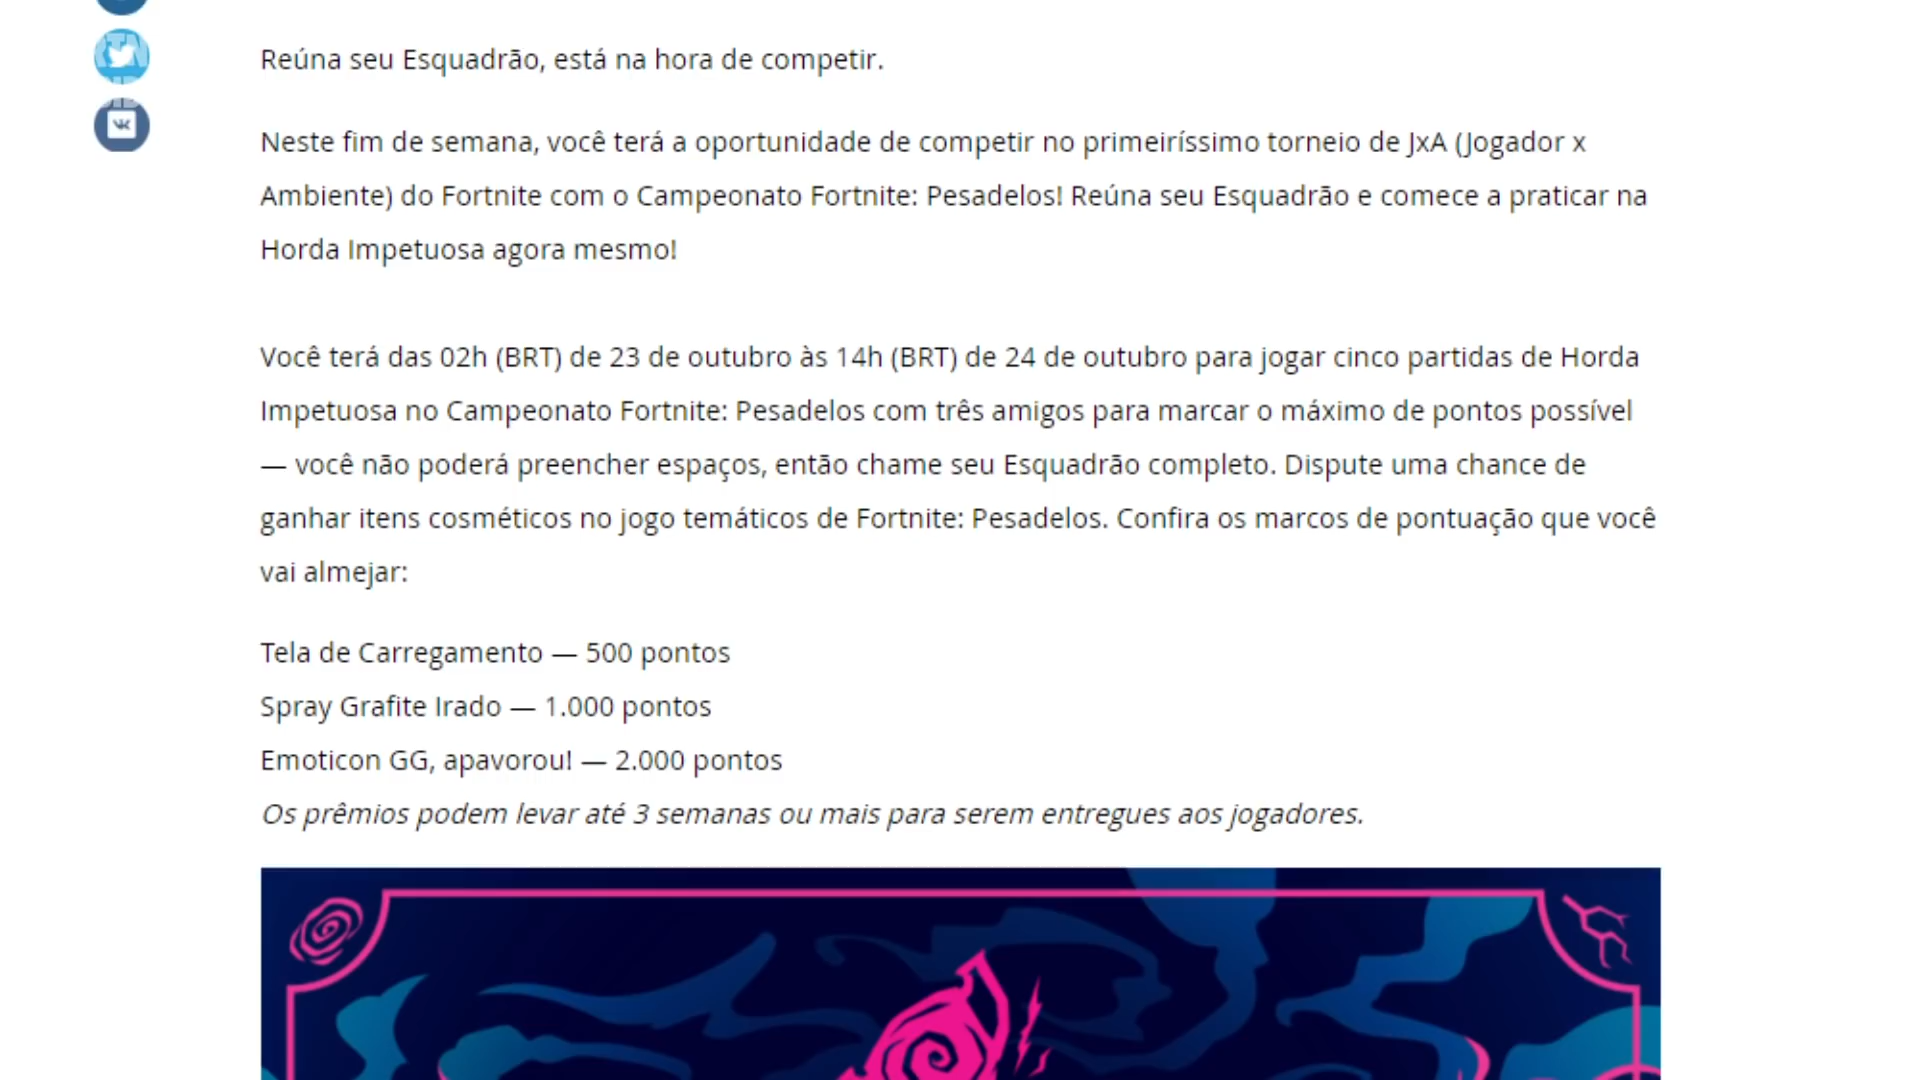 Reúna seu Esquadrão, está na hora de competir.
Neste fim de semana, você terá a oportunidade de competir no primeiríssimo torneio de JxA (Jogador x
Ambiente) do Fortnite com o Campeonato Fortnite: Pesadelos! Reúna seu Esquadrão e comece a praticar na
Horda Impetuosa agora mesmo!
Você terá das 02h (BRT) de 23 de outubro às 14h (BRT) de 24 de outubro para jogar cinco partidas de Horda
Impetuosa no Campeonato Fortnite: Pesadelos com três amigos para marcar o máximo de pontos possível
— você não poderá preencher espaços, então chame seu Esquadrão completo. Dispute uma chance de
ganhar itens cosméticos no jogo temáticos de Fortnite: Pesadelos. Confira os marcos de pontuação que você
vai almejar:
Tela de Carregamento — 500 pontos
Spray Grafite Irado — 1.000 pontos
Emoticon GG, apavorou! — 2.000 pontos
Os prêmios podem levar até 3 semanas ou mais para serem entregues aos jogadores.